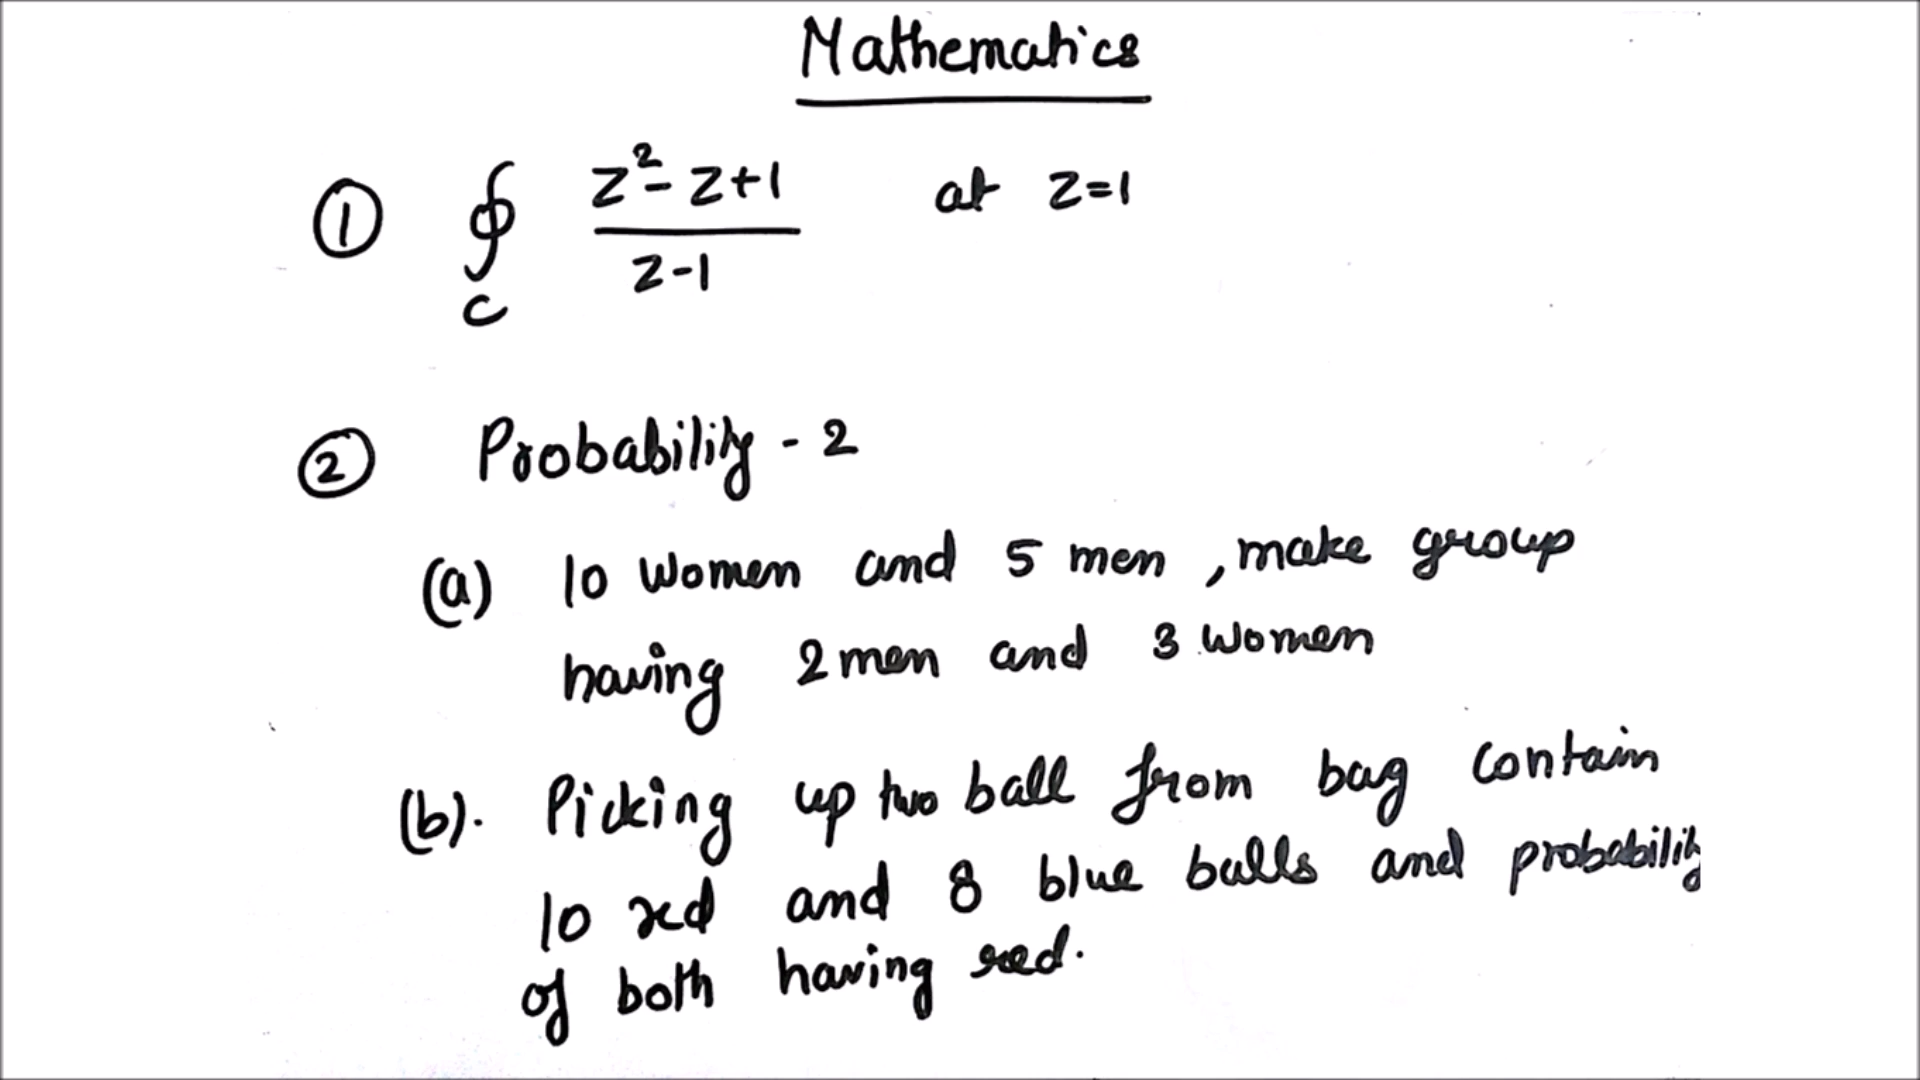 Mathematics
① ∮_C (z²-z+1)/(z-1) at z=1
② Probability - 2
(a) 10 women and 5 men, make group
having 2 men and 3 women
(b). Picking up two ball from bag contain
10 red and 8 blue balls and probability
of both having red.